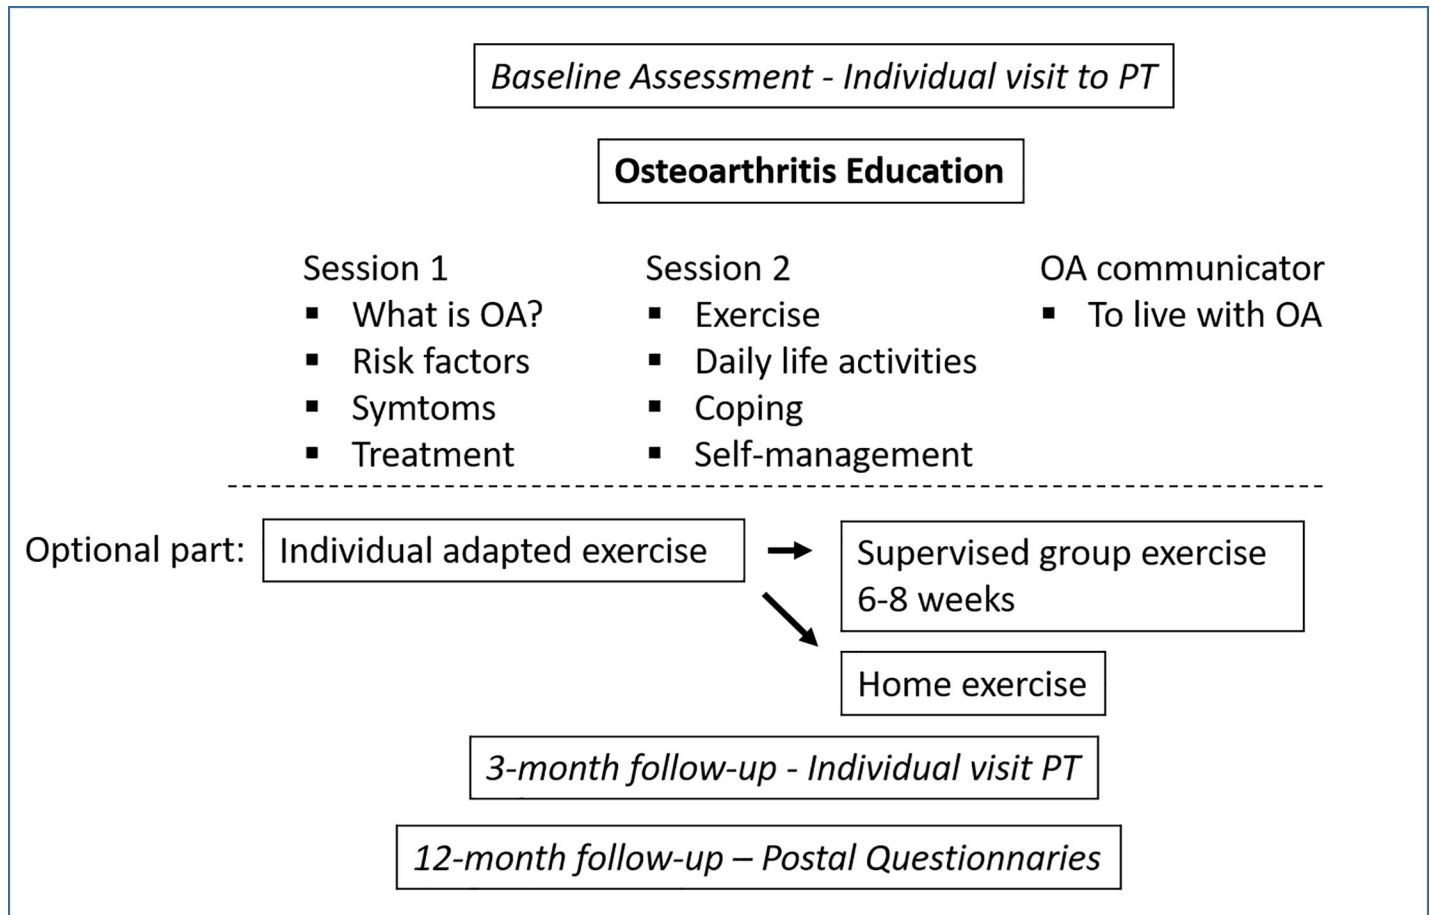 Baseline Assessment - Individual visit to PT
Osteoarthritis Education
Session 1
▪ What is OA?
▪ Risk factors
▪ Symtoms
▪ Treatment
Session 2
▪ Exercise
▪ Daily life activities
▪ Coping
▪ Self-management
OA communicator
▪ To live with OA
Optional part:
Individual adapted exercise
Supervised group exercise
6-8 weeks
Home exercise
3-month follow-up - Individual visit PT
12-month follow-up – Postal Questionnaries